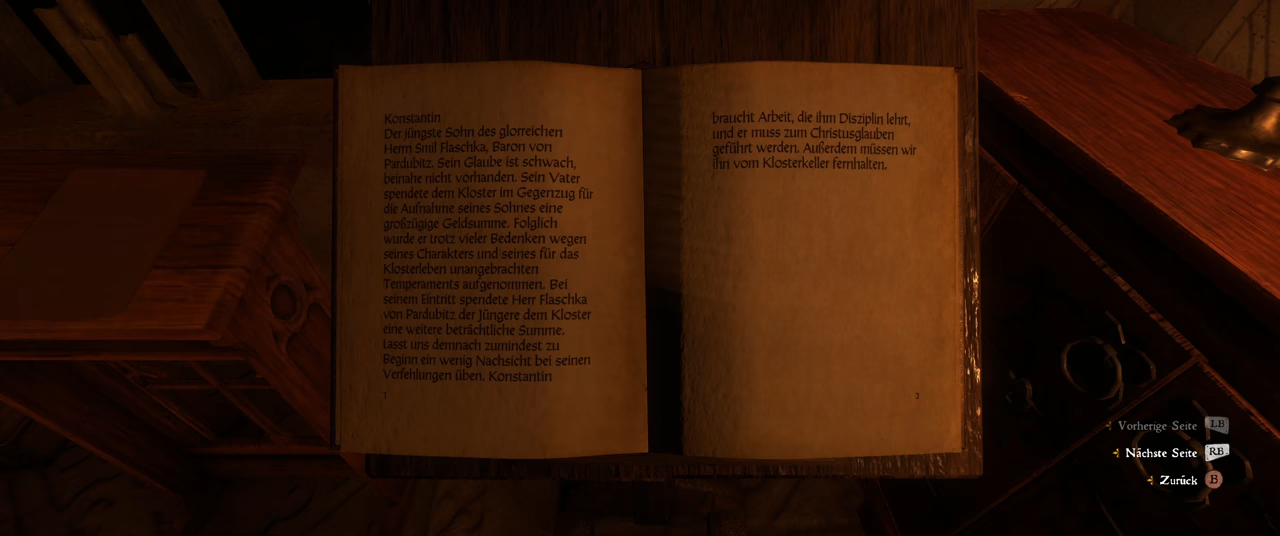 Konstantin
Der jüngste Sohn des glorreichen
Herrn Smil Flaschka, Baron von
Pardubitz. Sein Glaube ist schwach,
beinahe nicht vorhanden. Sein Vater
spendete dem Kloster im Gegenzug für
die Aufnahme seines Sohnes eine
großzügige Geldsumme. Folglich
wurde er trotz vieler Bedenken wegen
seines Charakters und seines für das
Klosterleben unangebrachten
Temperaments aufgenommen. Bei
seinem Eintritt spendete Herr Flaschka
von Pardubitz der Jüngere dem Kloster
eine weitere beträchtliche Summe.
Lasst uns demnach zumindest zu
Beginn ein wenig Nachsicht bei seinen
Verfehlungen üben. Konstantin
1
braucht Arbeit, die ihm Disziplin lehrt,
und er muss zum Christusglauben
geführt werden. Außerdem müssen wir
ihn vom Klosterkeller fernhalten.
Vorherige Seite LB
Nächste Seite RB
Zurück B